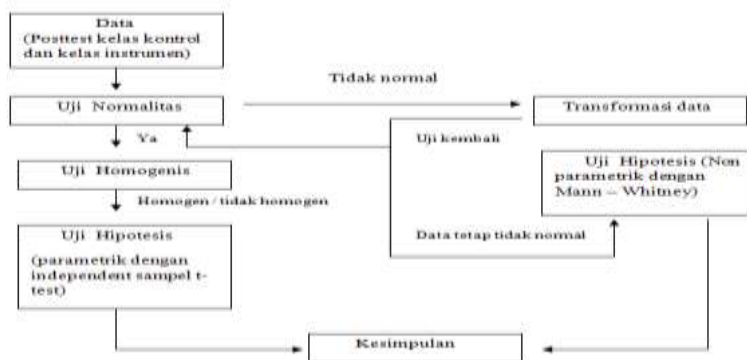 Data
(Posttest kelas kontrol
dan kelas instrumen)
Tidak normal
Uji Normalitas
Transformasi data
Ya
Uji kembali
Uji Homogenis
Uji Hipotesis (Non
parametrik dengan
Mann – Whitney)
Homogen / tidak homogen
Uji Hipotesis
(parametrik dengan
independent sampel t-
test)
Data tetap tidak normal
Kesimpulan